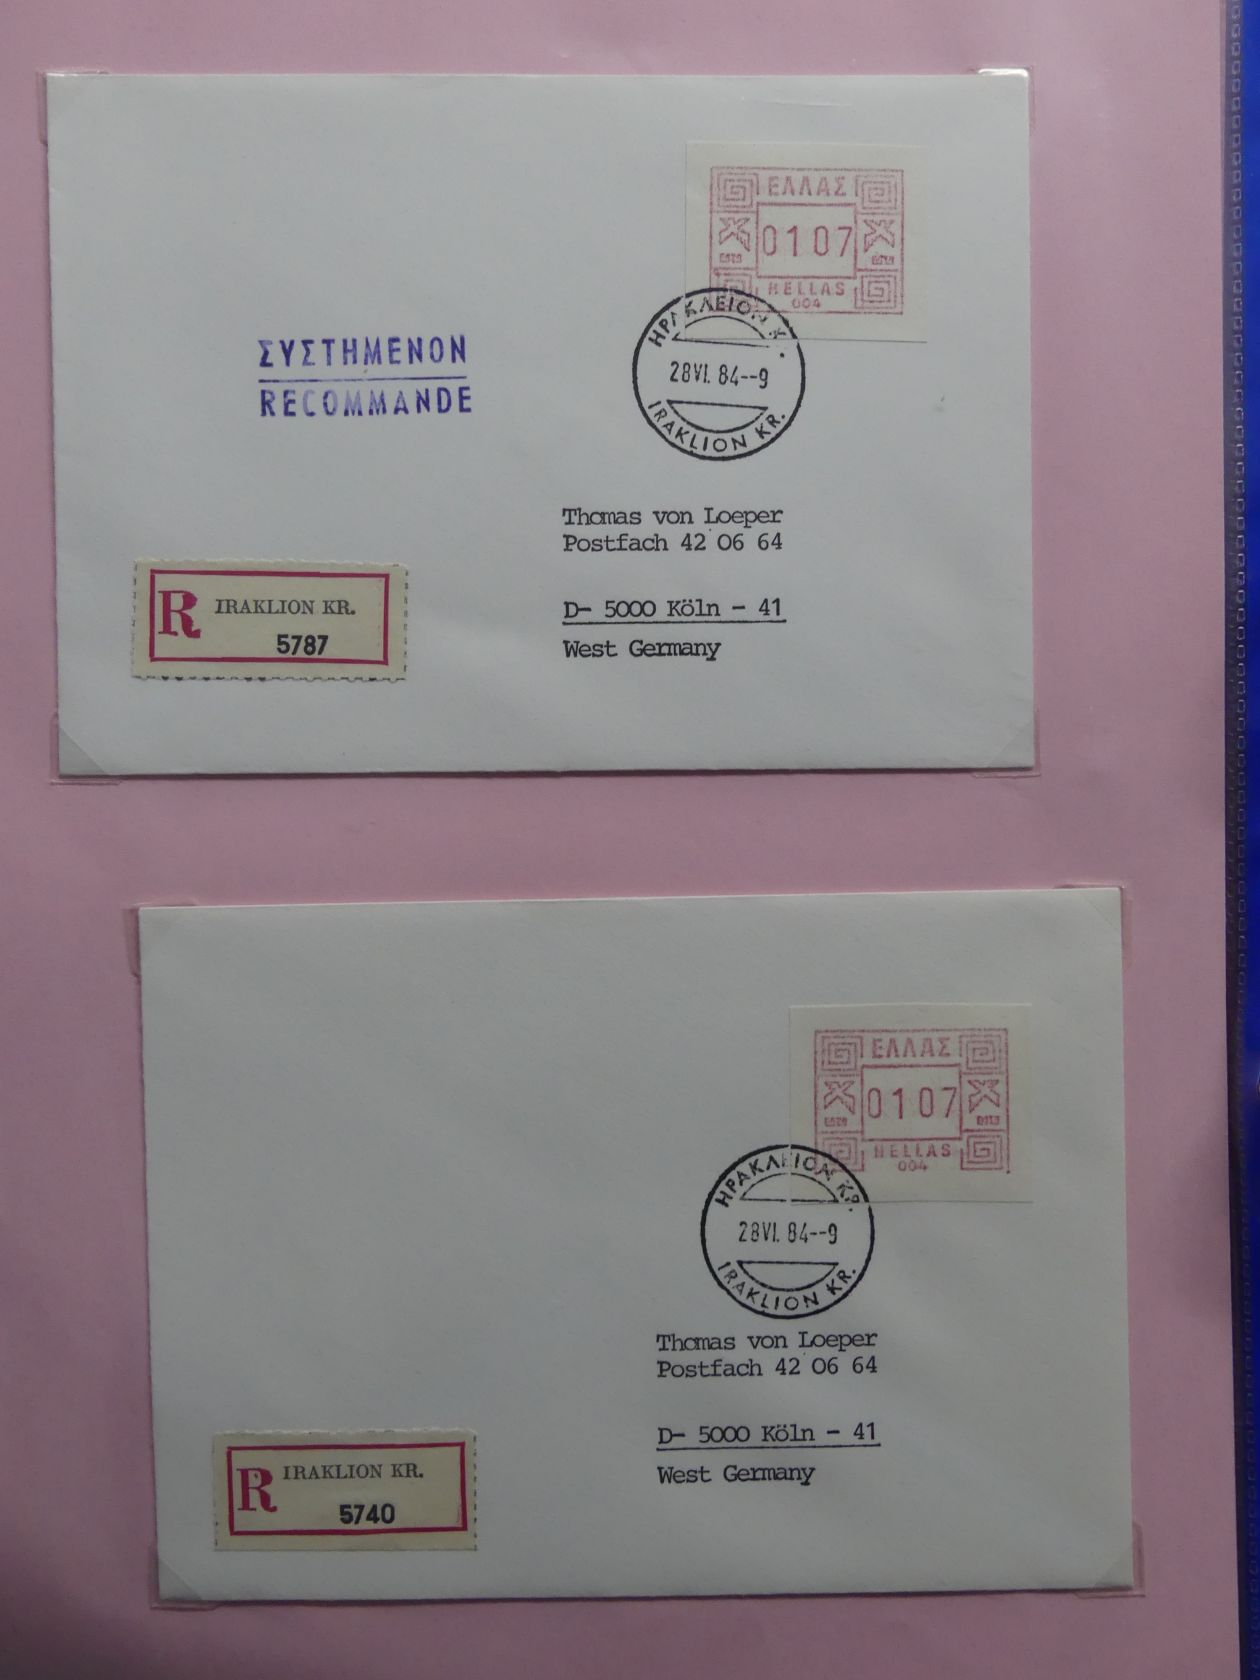 ΕΛΛΑΣ
0107
HELLAS
004
ΗΡΑΚΛΕΙΟΝ Κ.
28VI. 84--9
IRAKLION KR.
ΣΥΣΤΗΜΕΝΟΝ
RECOMMANDE
Thomas von Loeper
Postfach 42 06 64
D- 5000 Köln - 41
West Germany
R IRAKLION KR.
5787
ΕΛΛΑΣ
0107
HELLAS
004
ΗΡΑΚΛΕΙΟΝ ΚΡ.
28VI. 84--9
IRAKLION KR.
Thomas von Loeper
Postfach 42 06 64
D- 5000 Köln - 41
West Germany
R IRAKLION KR.
5740